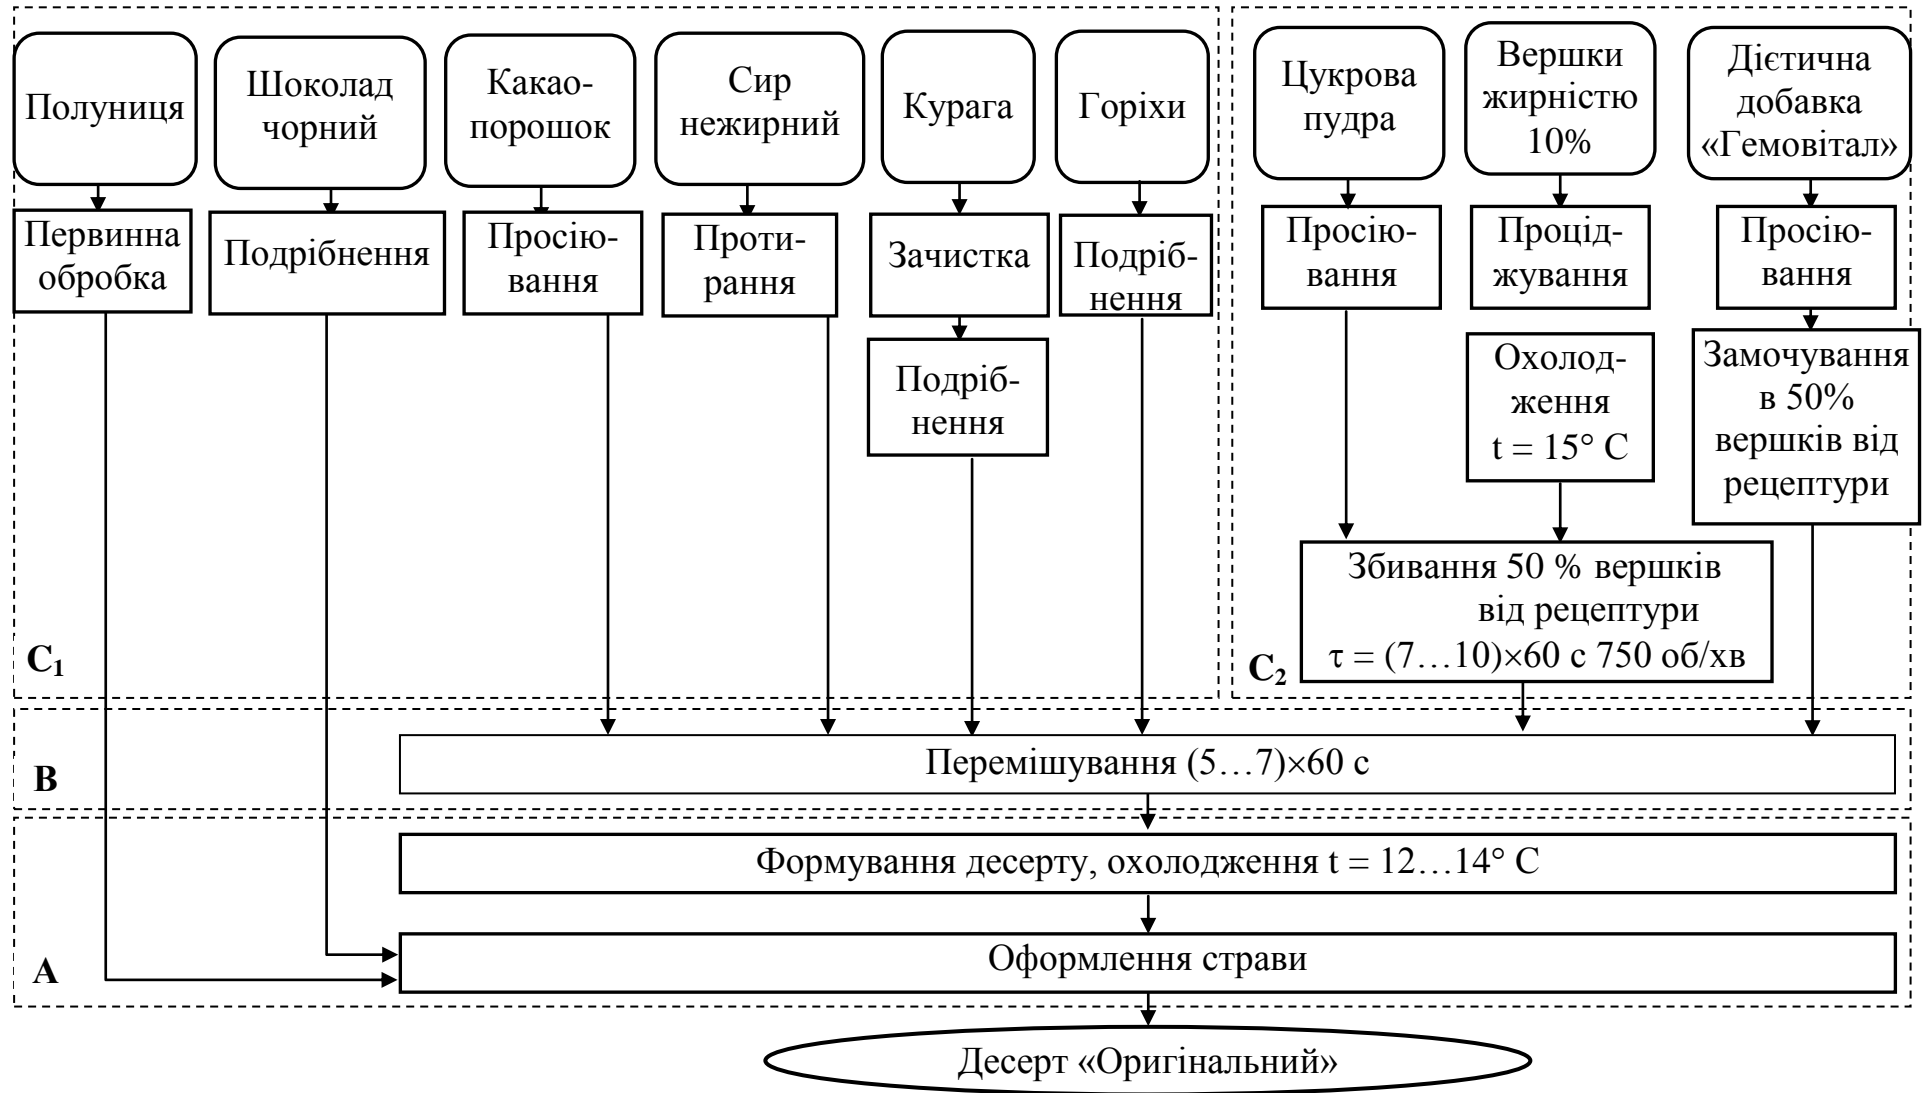 Полуниця
Шоколад
чорний
Какао-
порошок
Сир
нежирний
Курага
Горіхи
Цукрова
пудра
Вершки
жирністю
10%
Дієтична
добавка
«Гемовітал»
Первинна
обробка
Подрібнення
Просію-
вання
Проти-
рання
Зачистка
Подріб-
нення
Просію-
вання
Процід-
жування
Просію-
вання
Подріб-
нення
Охолод-
ження
t = 15° С
Замочування
в 50%
вершків від
рецептури
Збивання 50 % вершків
від рецептури
τ = (7…10)×60 с 750 об/хв
С₁
С₂
Перемішування (5…7)×60 с
В
Формування десерту, охолодження t = 12…14° С
Оформлення страви
А
Десерт «Оригінальний»